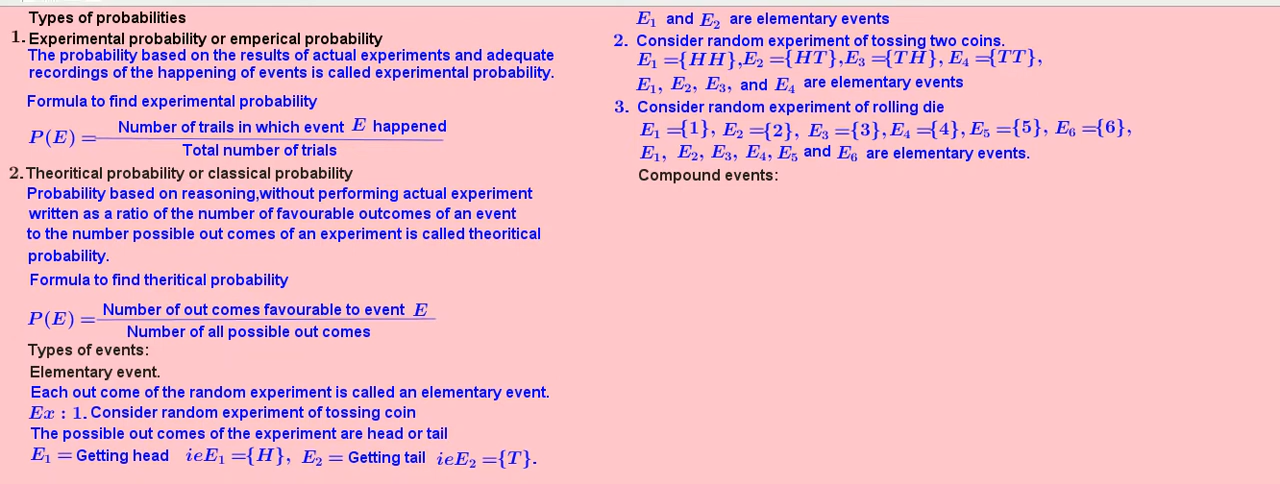 Types of probabilities
1. Experimental probability or emperical probability
The probability based on the results of actual experiments and adequate
recordings of the happening of events is called experimental probability.
Formula to find experimental probability
P(E) = Number of trails in which event E happened
Total number of trials
2. Theoritical probability or classical probability
Probability based on reasoning,without performing actual experiment
written as a ratio of the number of favourable outcomes of an event
to the number possible out comes of an experiment is called theoritical
probability.
Formula to find theritical probability
P(E) = Number of out comes favourable to event E
Number of all possible out comes
Types of events:
Elementary event.
Each out come of the random experiment is called an elementary event.
Ex : 1. Consider random experiment of tossing coin
The possible out comes of the experiment are head or tail
E₁ = Getting head ieE₁ ={H}, E₂ = Getting tail ieE₂ ={T}.
E₁ and E₂ are elementary events
2. Consider random experiment of tossing two coins.
E₁ ={HH},E₂ ={HT},E₃ ={TH}, E₄ ={TT},
E₁, E₂, E₃, and E₄ are elementary events
3. Consider random experiment of rolling die
E₁ ={1}, E₂ ={2}, E₃ ={3},E₄ ={4},E₅ ={5}, E₆ ={6},
E₁, E₂, E₃, E₄, E₅ and E₆ are elementary events.
Compound events: